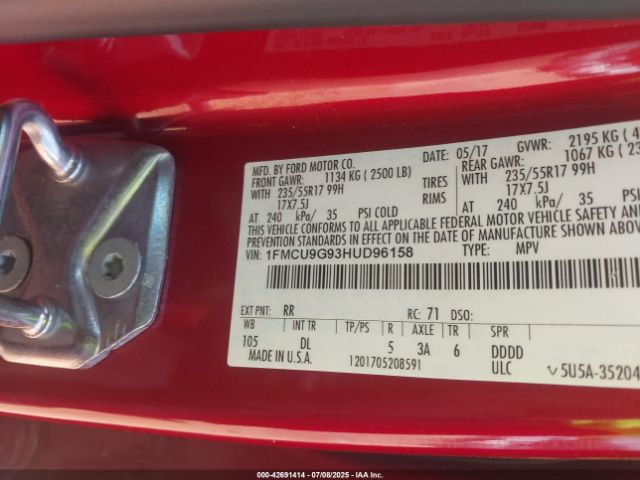 MFD. BY FORD MOTOR CO.
DATE: 05/17 GVWR: 2195 KG (
FRONT GAWR: 1134 KG ( 2500 LB) REAR GAWR: 1067 KG (
WITH 235/55R17 99H TIRES WITH 235/55R17 99H
17X7.5J RIMS 17X7.5J
AT 240 kPa/ 35 PSI COLD AT 240 kPa/ 35
THIS VEHICLE CONFORMS TO ALL APPLICABLE FEDERAL MOTOR VEHICLE SAFETY AND
PREVENTION STANDARDS IN EFFECT ON THE DATE OF MANUFACTURE SHOWN ABOVE.
VIN: 1FMCU9G93HUD96158 TYPE: MPV
EXT PNT: RR RC: 71 DSO:
WB INT TR TP/PS R AXLE TR SPR
105 DL 5 3A 6 DDDD
MADE IN U.S.A. 1201705208591 ULC 5U5A-35204
000-42691414 | 07/08/2025 | IAA Inc.